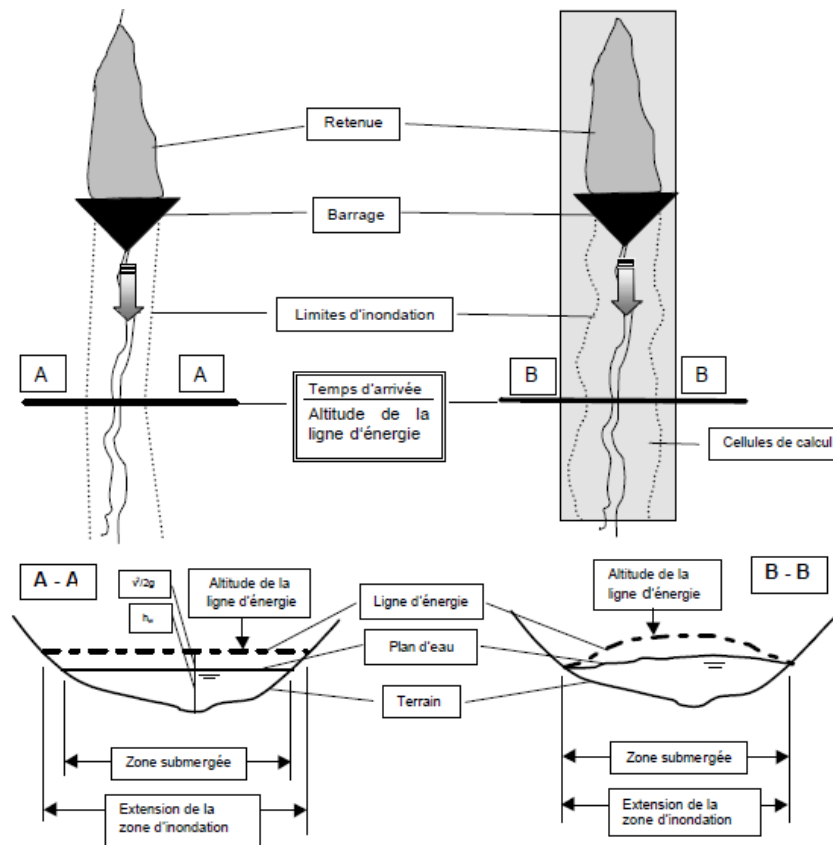 Retenue
Barrage
Limites d'inondation
A
A
Temps d'arrivée
Altitude de la
ligne d'énergie
B
B
Cellules de calcul
A - A
v²/2g
Altitude de la
ligne d'énergie
Altitude de la
ligne d'énergie
B - B
Ligne d'énergie
Plan d'eau
Terrain
Zone submergée
Zone submergée
Extension de la
zone d'inondation
Extension de la
zone d'inondation